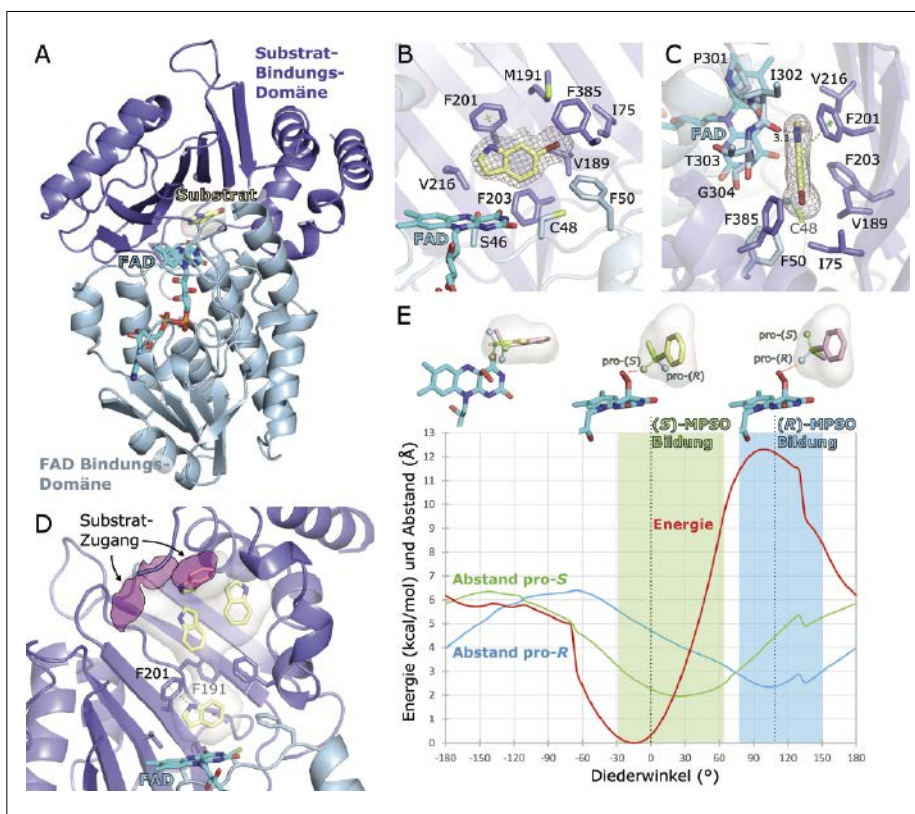 A
Substrat-
Bindungs-
Domäne
Substrat
FAD
FAD Bindungs-
Domäne
B
M191
F201
F385
I75
V189
V216
F203
C48
F50
FAD
S46
C
P301
I302
V216
F201
FAD
3.1
T303
F203
G304
V189
F385
C48
F50
I75
D
Substrat-
Zugang
F201
F191
FAD
E
pro-(S)
pro-(S)
pro-(R)
pro-(R)
(S)-MPSO
Bildung
(R)-MPSO
Bildung
Energie
Abstand pro-S
Abstand pro-R
Energie (kcal/mol) und Abstand (Å)
13
12
11
10
9
8
7
6
5
4
3
2
1
0
-180 -150 -120 -90 -60 -30 0 30 60 90 120 150 180
Diederwinkel (°)